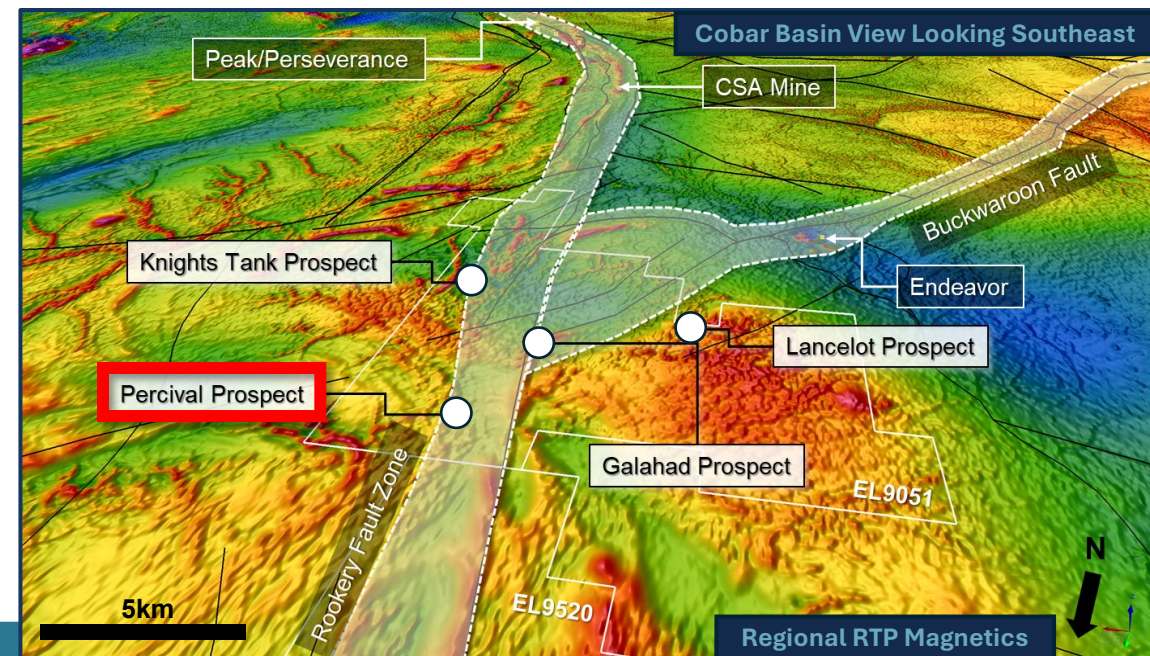 Cobar Basin View Looking Southeast
Peak/Perseverance
CSA Mine
Buckwaroon Fault
Knights Tank Prospect
Endeavor
Lancelot Prospect
Percival Prospect
Galahad Prospect
EL9051
Rookery Fault Zone
N
5km
EL9520
Regional RTP Magnetics